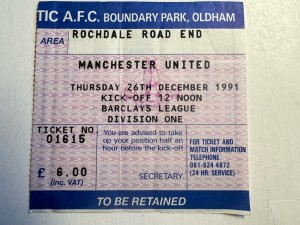 TIC A.F.C. BOUNDARY PARK, OLDHAM
AREA
ROCHDALE ROAD END
MANCHESTER UNITED
THURSDAY 26TH DECEMBER 1991
KICK-OFF 12 NOON
BARCLAYS LEAGUE
DIVISION ONE
TICKET NO
01615
You are advised to take
up your position half an
hour before the kick-off.
FOR TICKET AND
MATCH INFORMATION
TELEPHONE
061-624 4972
(24 HR SERVICE)
£ 6.00
(inc. VAT)
SECRETARY.
TO BE RETAINED